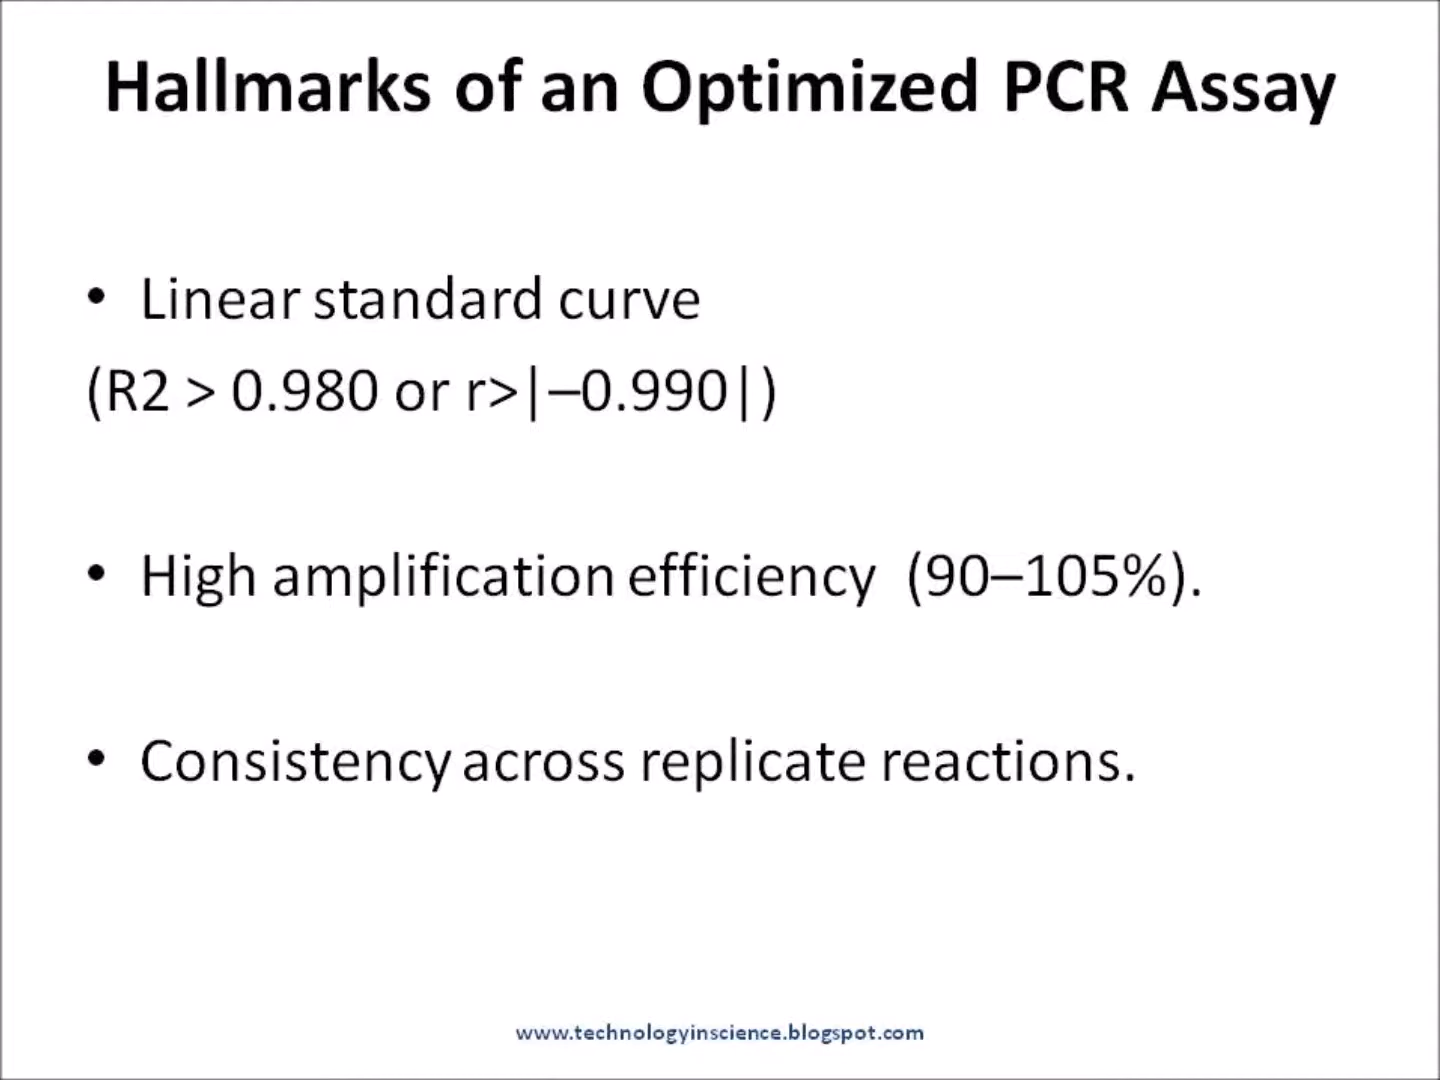 Hallmarks of an Optimized PCR Assay
• Linear standard curve
(R2 > 0.980 or r>|–0.990|)
• High amplification efficiency (90–105%).
• Consistency across replicate reactions.
www.technologyinscience.blogspot.com